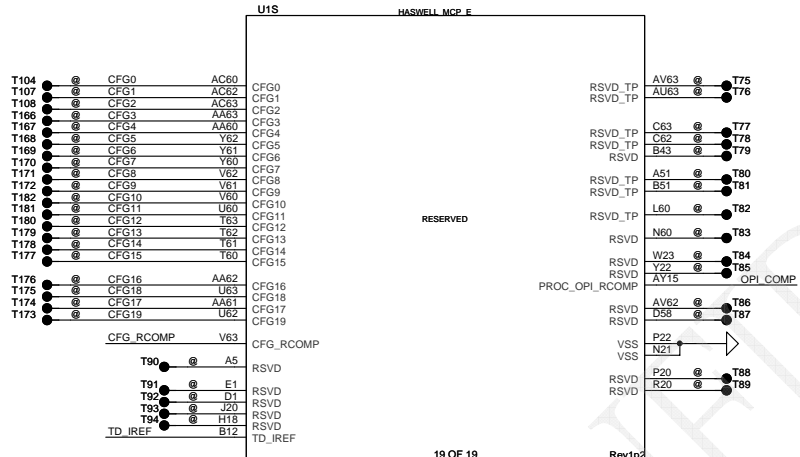 U1S HASWELL_MCP_E
T104 @ CFG0 AC60 CFG0 RSVD_TP AV63 @ T75
T107 @ CFG1 AC62 CFG1 RSVD_TP AU63 @ T76
T108 @ CFG2 AC63 CFG2
T166 @ CFG3 AA63 CFG3
T167 @ CFG4 AA60 CFG4 RSVD_TP C63 @ T77
T168 @ CFG5 Y62 CFG5 RSVD_TP C62 @ T78
T169 @ CFG6 Y61 CFG6 RSVD B43 @ T79
T170 @ CFG7 Y60 CFG7
T171 @ CFG8 V62 CFG8 RSVD_TP A51 @ T80
T172 @ CFG9 V61 CFG9 RSVD_TP B51 @ T81
T182 @ CFG10 V60 CFG10
T181 @ CFG11 U60 CFG11 RSVD_TP L60 @ T82
T180 @ CFG12 T63 CFG12 RESERVED
T179 @ CFG13 T62 CFG13 RSVD N60 @ T83
T178 @ CFG14 T61 CFG14
T177 @ CFG15 T60 CFG15 RSVD W23 @ T84
RSVD Y22 @ T85
T176 @ CFG16 AA62 CFG16 PROC_OPI_RCOMP AY15 OPI_COMP
T175 @ CFG18 U63 CFG18
T174 @ CFG17 AA61 CFG17 RSVD AV62 @ T86
T173 @ CFG19 U62 CFG19 RSVD D58 @ T87
CFG_RCOMP V63 CFG_RCOMP VSS P22
VSS N21
T90 @ A5 RSVD
T91 @ E1 RSVD RSVD P20 @ T88
T92 @ D1 RSVD RSVD R20 @ T89
T93 @ J20 RSVD
T94 @ H18 RSVD
TD_IREF B12 TD_IREF
19 OF 19 Rev1p2